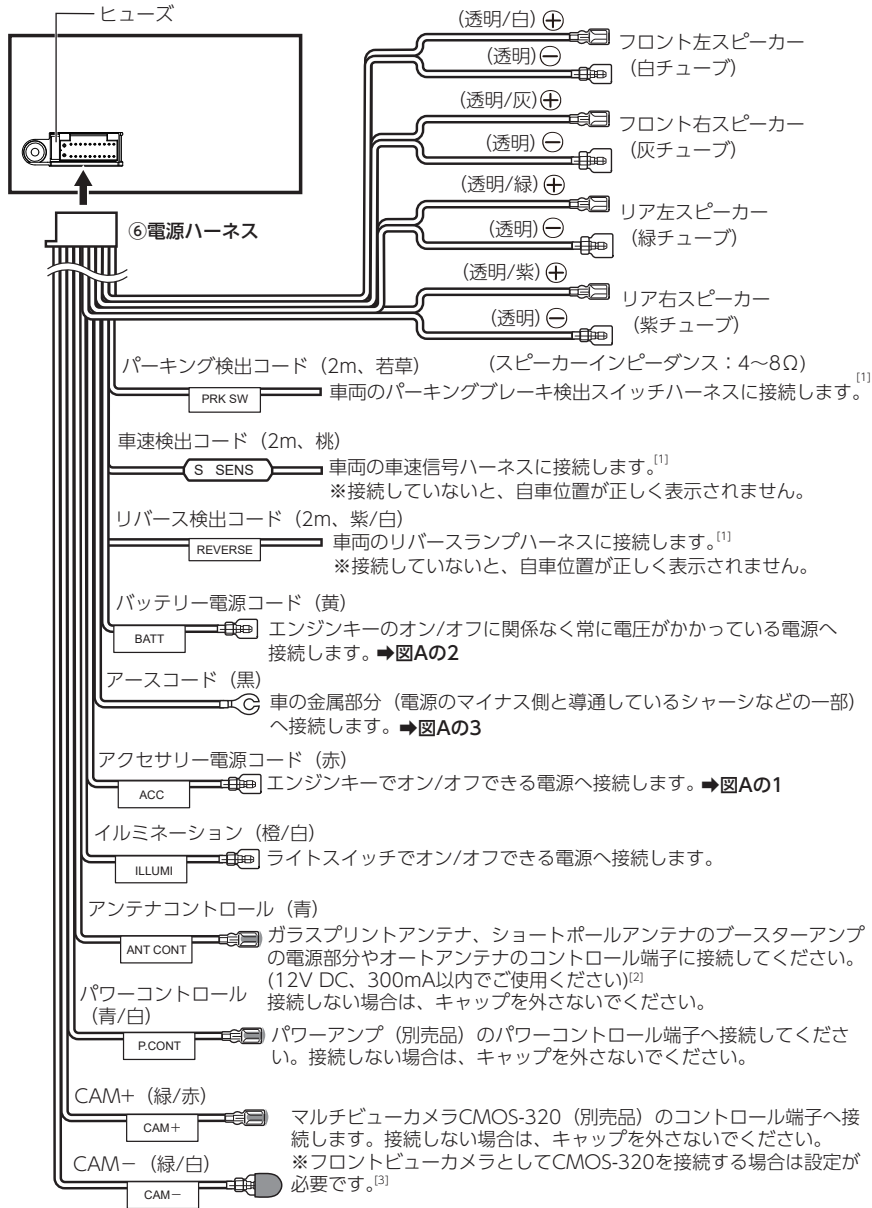 ヒューズ
⑥電源ハーネス
(透明/白)⊕
(透明)⊖
フロント左スピーカー
(白チューブ)
(透明/灰)⊕
(透明)⊖
フロント右スピーカー
(灰チューブ)
(透明/緑)⊕
(透明)⊖
リア左スピーカー
(緑チューブ)
(透明/紫)⊕
(透明)⊖
リア右スピーカー
(紫チューブ)
(スピーカーインピーダンス:4〜8Ω)
パーキング検出コード(2m、若草)
PRK SW
車両のパーキングブレーキ検出スイッチハーネスに接続します。[1]
車速検出コード(2m、桃)
S SENS
車両の車速信号ハーネスに接続します。[1]
※接続していないと、自車位置が正しく表示されません。
リバース検出コード(2m、紫/白)
REVERSE
車両のリバースランプハーネスに接続します。[1]
※接続していないと、自車位置が正しく表示されません。
バッテリー電源コード(黄)
BATT
エンジンキーのオン/オフに関係なく常に電圧がかかっている電源へ
接続します。➡図Aの2
アースコード(黒)
車の金属部分(電源のマイナス側と導通しているシャーシなどの一部)
へ接続します。➡図Aの3
アクセサリー電源コード(赤)
ACC
エンジンキーでオン/オフできる電源へ接続します。➡図Aの1
イルミネーション(橙/白)
ILLUMI
ライトスイッチでオン/オフできる電源へ接続します。
アンテナコントロール(青)
ANT CONT
ガラスプリントアンテナ、ショートポールアンテナのブースターアンプ
の電源部分やオートアンテナのコントロール端子に接続してください。
(12V DC、300mA以内でご使用ください)[2]
接続しない場合は、キャップを外さないでください。
パワーコントロール
(青/白)
P.CONT
パワーアンプ(別売品)のパワーコントロール端子へ接続してくださ
い。接続しない場合は、キャップを外さないでください。
CAM+(緑/赤)
CAM+
マルチビューカメラCMOS-320(別売品)のコントロール端子へ接
続します。接続しない場合は、キャップを外さないでください。
※フロントビューカメラとしてCMOS-320を接続する場合は設定が
必要です。[3]
CAM−(緑/白)
CAM−